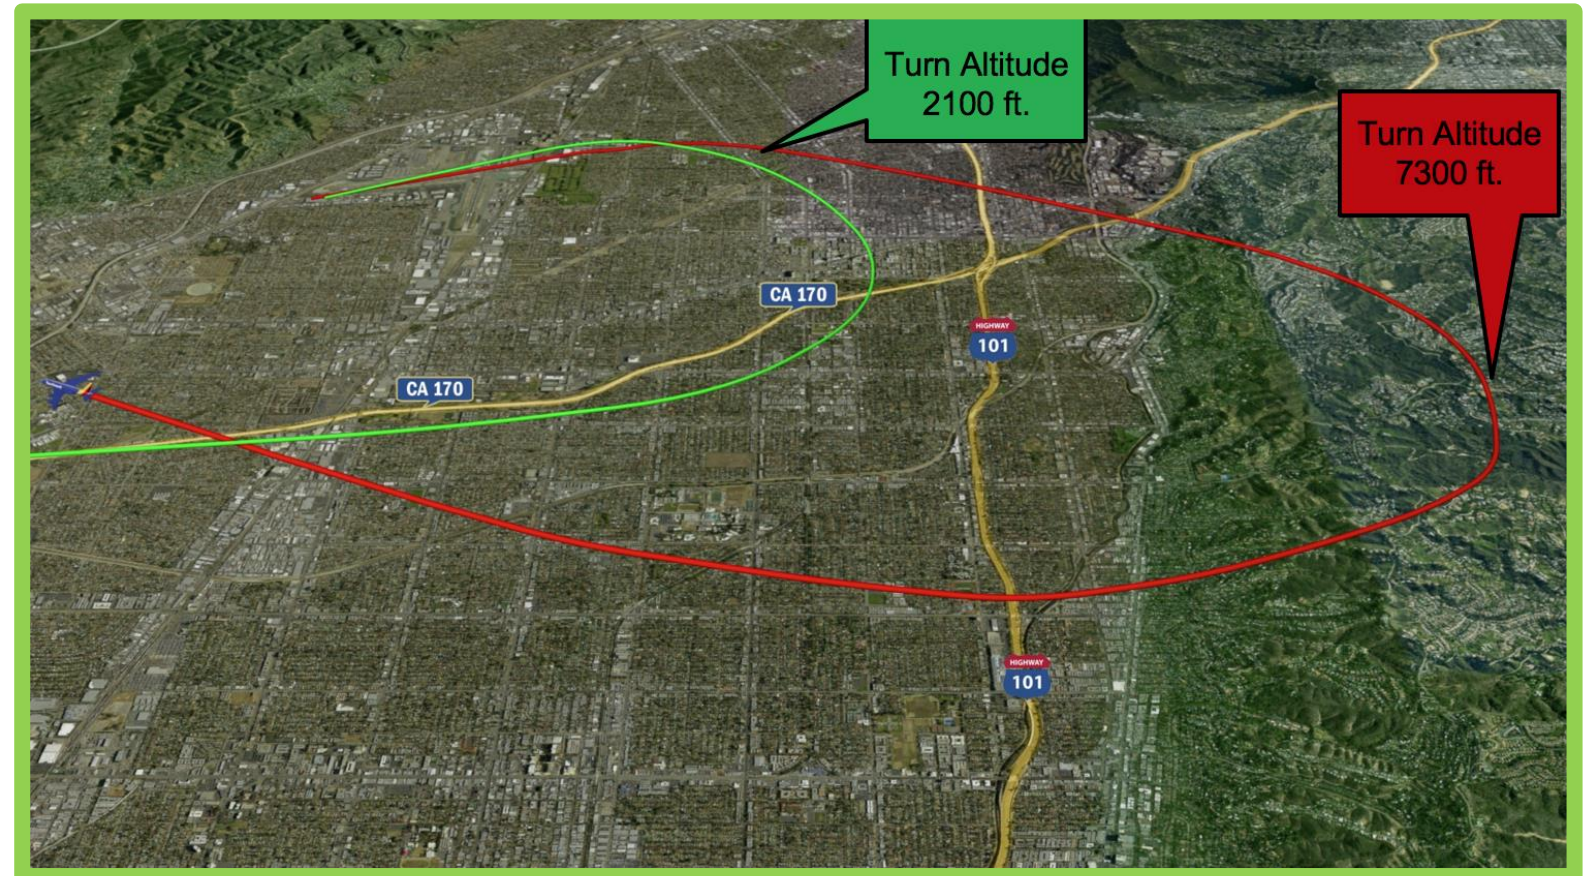 Turn Altitude
2100 ft.
Turn Altitude
7300 ft.
CA 170
HIGHWAY
101
CA 170
HIGHWAY
101